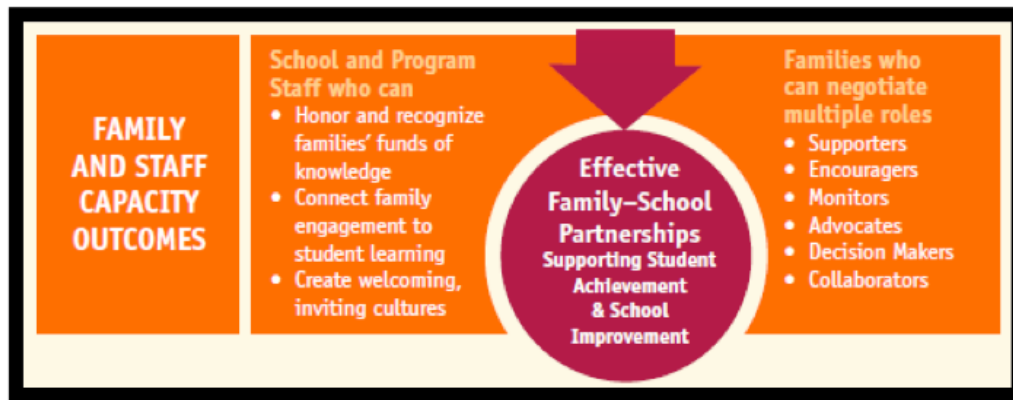 FAMILY
AND STAFF
CAPACITY
OUTCOMES
School and Program
Staff who can
• Honor and recognize
families' funds of
knowledge
• Connect family
engagement to
student learning
• Create welcoming,
inviting cultures
Effective
Family–School
Partnerships
Supporting Student
Achievement
& School
Improvement
Families who
can negotiate
multiple roles
• Supporters
• Encouragers
• Monitors
• Advocates
• Decision Makers
• Collaborators